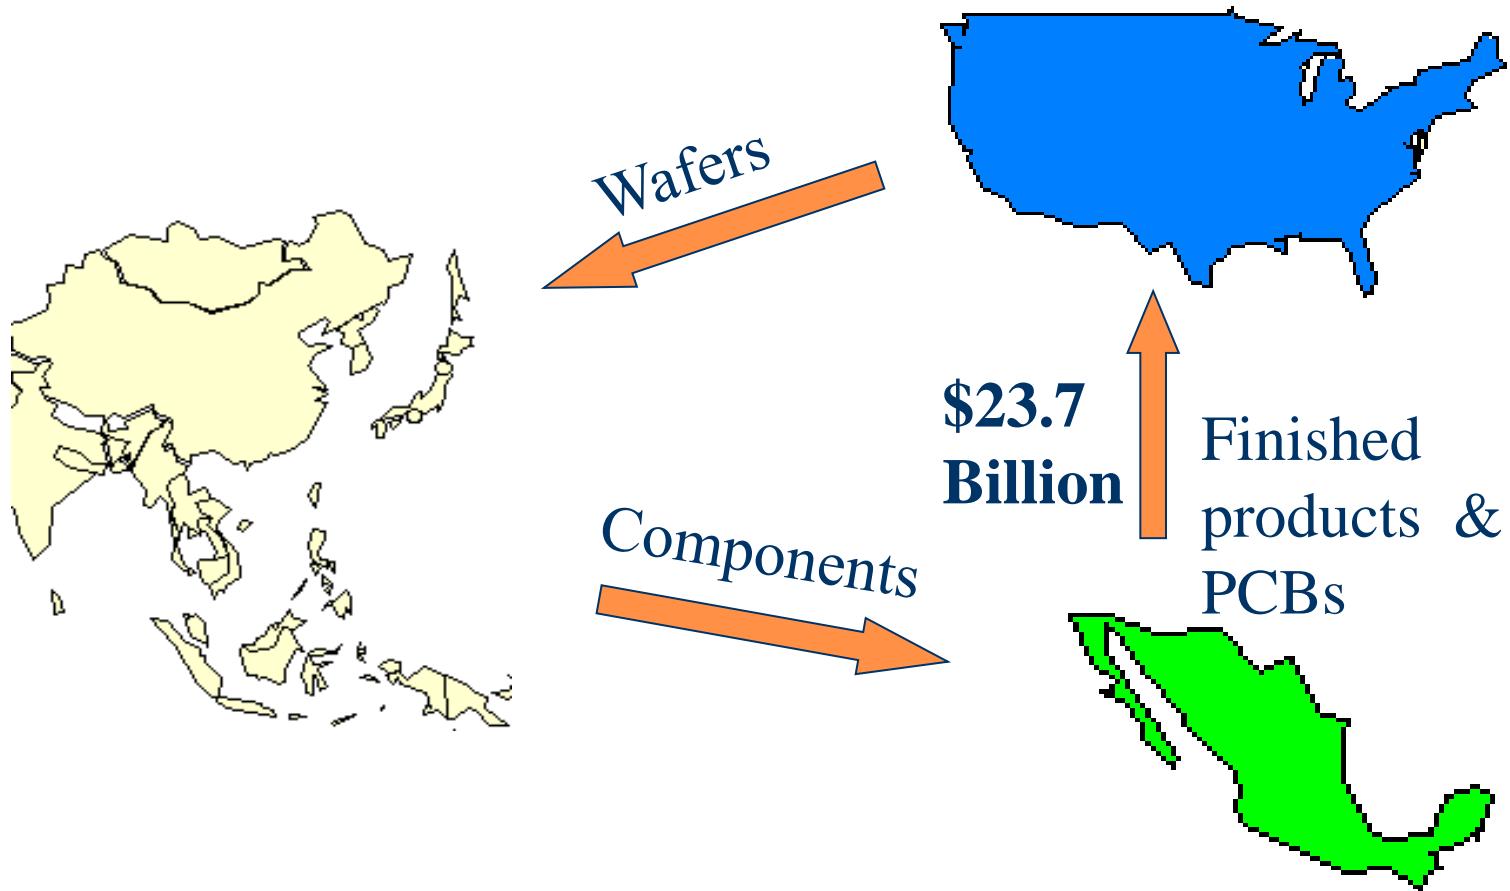 Wafers
$23.7
Billion
Finished
products &
PCBs
Components